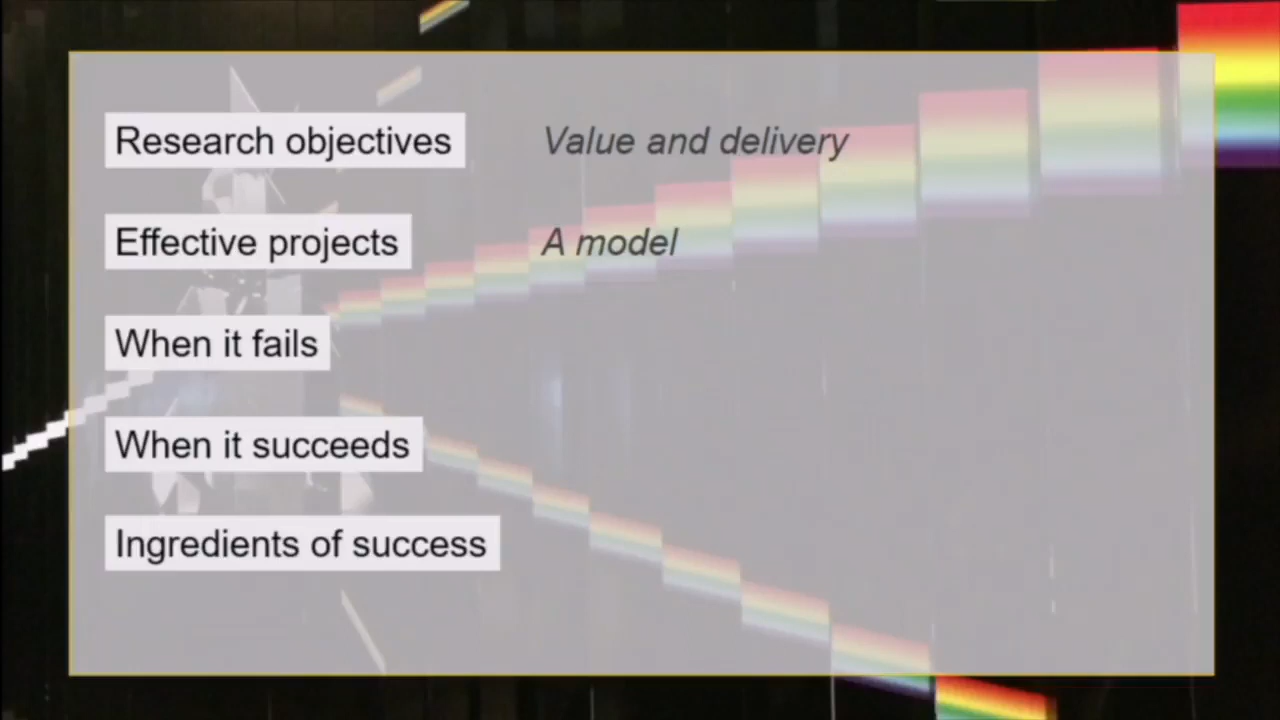 Research objectives Value and delivery
Effective projects A model
When it fails
When it succeeds
Ingredients of success